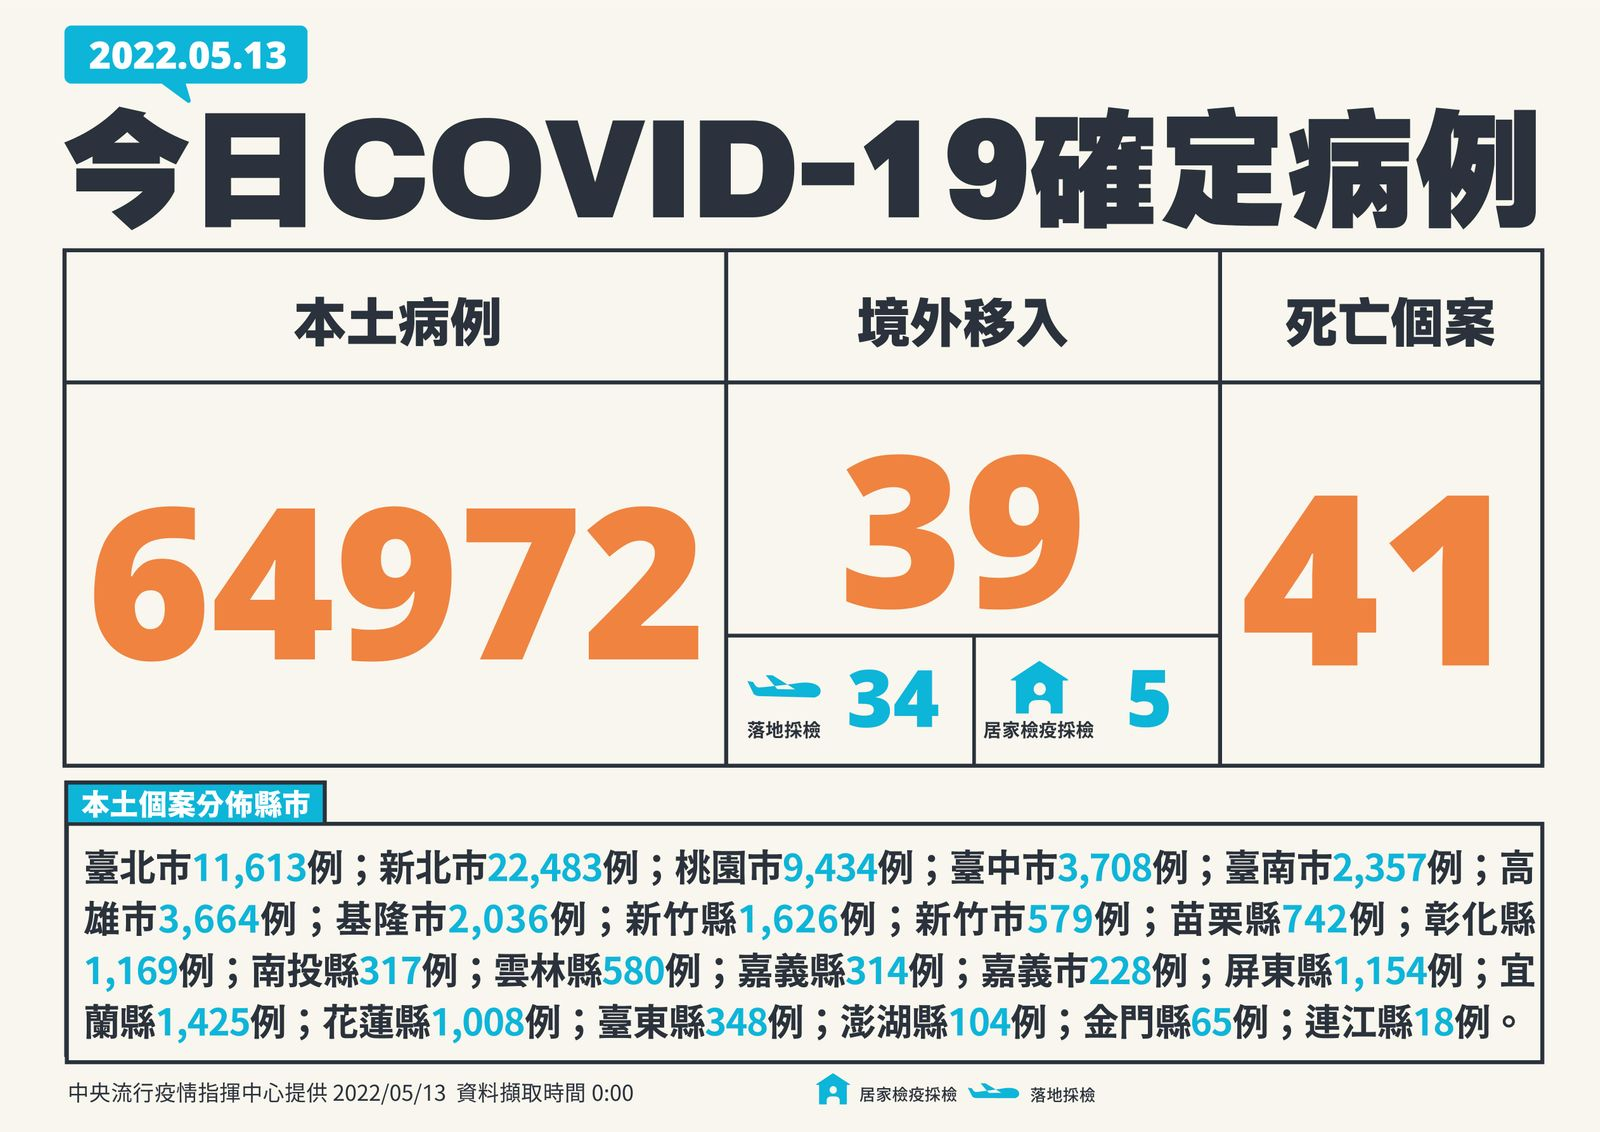 2022.05.13
今日COVID-19確定病例
本土病例
境外移入
死亡個案
64972
39
41
落地採檢
34
居家檢疫採檢
5
本土個案分佈縣市
臺北市11,613例；新北市22,483例；桃園市9,434例；臺中市3,708例；臺南市2,357例；高
雄市3,664例；基隆市2,036例；新竹縣1,626例；新竹市579例；苗栗縣742例；彰化縣
1,169例；南投縣317例；雲林縣580例；嘉義縣314例；嘉義市228例；屏東縣1,154例；宜
蘭縣1,425例；花蓮縣1,008例；臺東縣348例；澎湖縣104例；金門縣65例；連江縣18例。
中央流行疫情指揮中心提供 2022/05/13 資料擷取時間 0:00
居家檢疫採檢
落地採檢